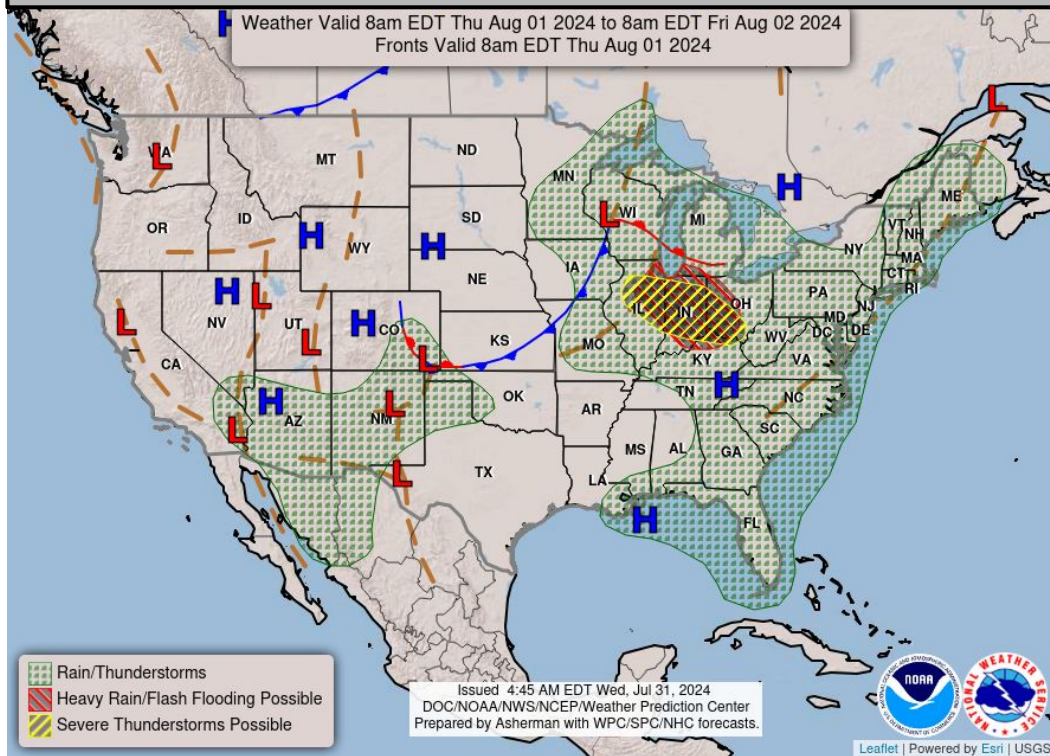 Weather Valid 8am EDT Thu Aug 01 2024 to 8am EDT Fri Aug 02 2024
Fronts Valid 8am EDT Thu Aug 01 2024
H
L
WA
MT
ND
MN
L
WI
MI
H
ME
VT
NH
OR
ID
H
WY
SD
H
NY
MA
CT
RI
H
NV
L
UT
NE
IA
IL
IN
OH
PA
NJ
MD
DE
DC
L
CA
L
H
CO
L
KS
MO
KY
WV
VA
H
AZ
L
NM
L
OK
AR
TN
H
NC
SC
L
TX
LA
MS
AL
GA
H
FL
Rain/Thunderstorms
Heavy Rain/Flash Flooding Possible
Severe Thunderstorms Possible
Issued 4:45 AM EDT Wed, Jul 31, 2024
DOC/NOAA/NWS/NCEP/Weather Prediction Center
Prepared by Asherman with WPC/SPC/NHC forecasts.
NOAA
NATIONAL WEATHER SERVICE
Leaflet | Powered by Esri | USGS